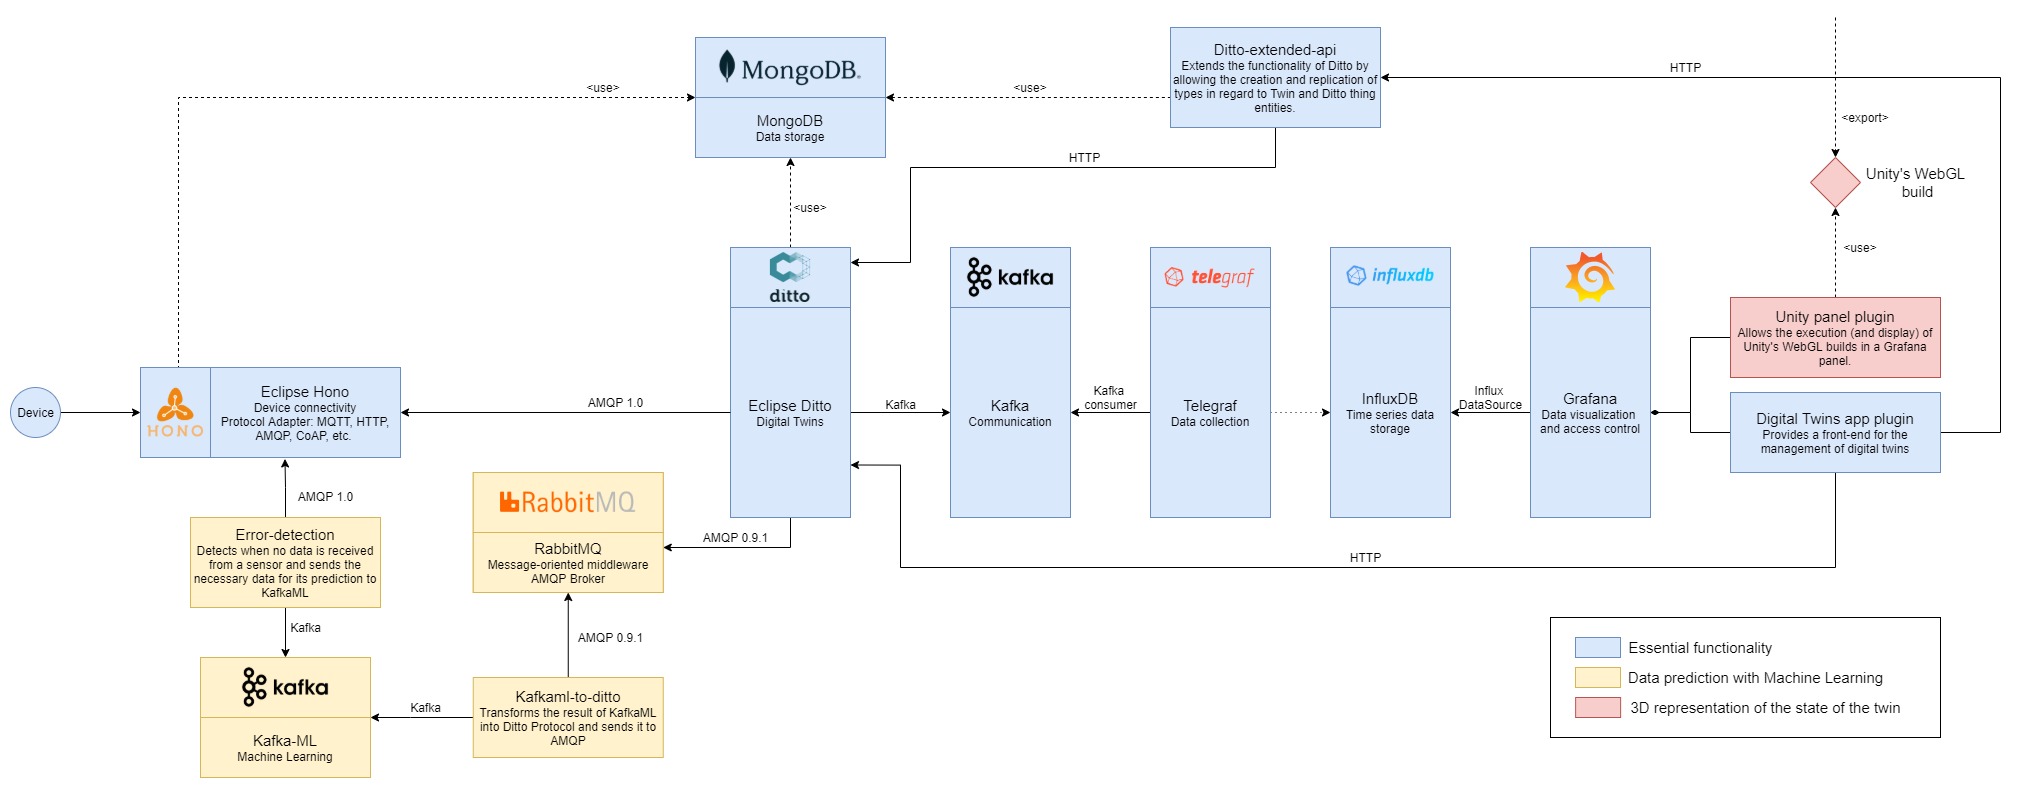 MongoDB.
MongoDB
Data storage
<use>
<use>
<use>
Ditto-extended-api
Extends the functionality of Ditto by
allowing the creation and replication of
types in regard to Twin and Ditto thing
entities.
HTTP
HTTP
<export>
Unity's WebGL
build
<use>
Device
HONO
Eclipse Hono
Device connectivity
Protocol Adapter: MQTT, HTTP,
AMQP, CoAP, etc.
AMQP 1.0
ditto
Eclipse Ditto
Digital Twins
Kafka
kafka
Kafka
Communication
Kafka
consumer
telegraf
Telegraf
Data collection
influxdb
InfluxDB
Time series data
storage
Influx
DataSource
Grafana
Data visualization
and access control
Unity panel plugin
Allows the execution (and display) of
Unity's WebGL builds in a Grafana
panel.
Digital Twins app plugin
Provides a front-end for the
management of digital twins
HTTP
AMQP 1.0
Error-detection
Detects when no data is received
from a sensor and sends the
necessary data for its prediction to
KafkaML
Kafka
kafka
Kafka-ML
Machine Learning
Kafka
RabbitMQ
RabbitMQ
Message-oriented middleware
AMQP Broker
AMQP 0.9.1
AMQP 0.9.1
Kafkaml-to-ditto
Transforms the result of KafkaML
into Ditto Protocol and sends it to
AMQP
Essential functionality
Data prediction with Machine Learning
3D representation of the state of the twin